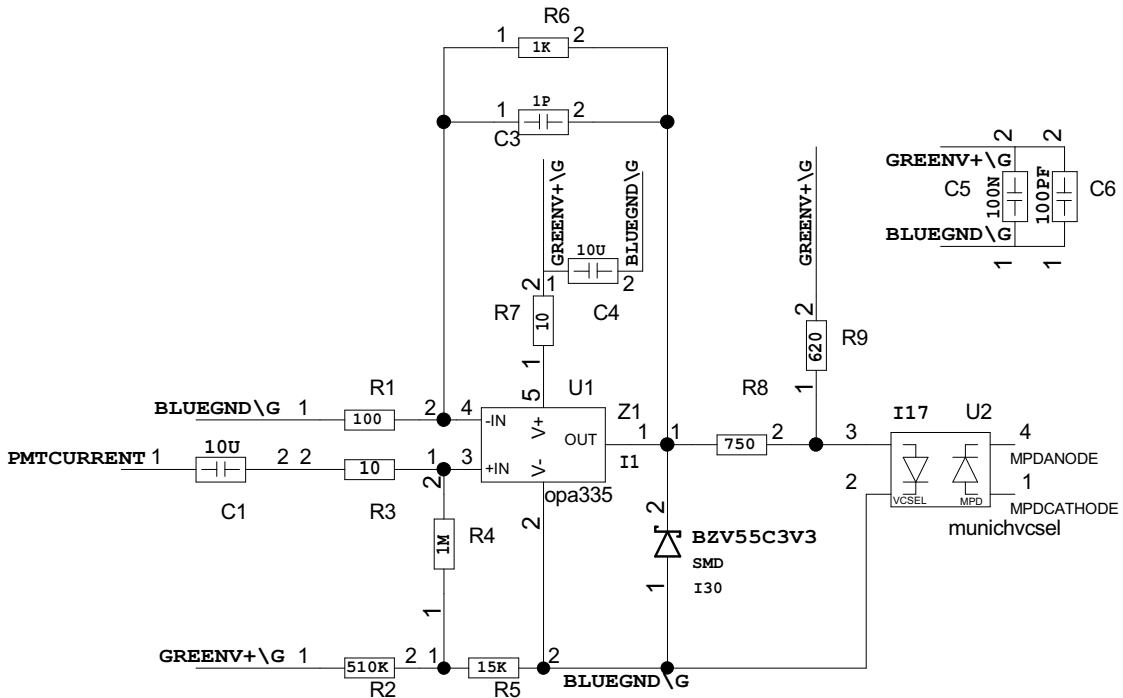 R6
1 2
1K
1 1P 2
C3
GREENV+\G
BLUEGND\G
10U
2 1 2
R7 10 C4
1
GREENV+\G
2
620 R9
1
2 2
GREENV+\G
C5 100N 100PF C6
BLUEGND\G
1 1
R1 5 U1 R8
BLUEGND\G 1 100 2 4 -IN V+ Z1
OUT 1 1 750 2 3
I17 U2
4
MPDANODE
PMTCURRENT 1 10U 2 2 10 1 3 +IN V- I1
C1 R3 2 opa335
2 VCSEL MPD 1
MPDCATHODE
munichvcsel
1M R4 2
2
BZV55C3V3
SMD
I30
1 1
GREENV+\G 1 510K 2 1 15K 2
R2 R5 BLUEGND\G